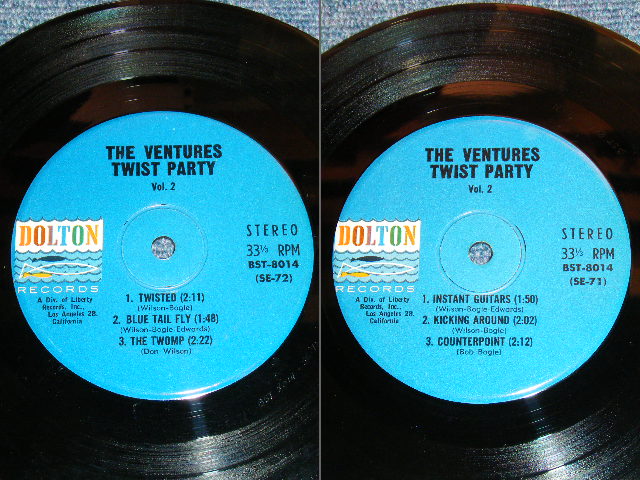 THE VENTURES
TWIST PARTY
Vol. 2
STEREO
33⅓ RPM
BST-8014
(SE-72)
DOLTON
RECORDS
A Div. of Liberty
Records, Inc.,
Los Angeles 28,
California
1. TWISTED (2:11)
(Wilson-Bogle)
2. BLUE TAIL FLY (1:48)
(Wilson-Bogle-Edwards)
3. THE TWOMP (2:22)
(Don Wilson)
THE VENTURES
TWIST PARTY
Vol. 2
STEREO
33⅓ RPM
BST-8014
(SE-71)
DOLTON
RECORDS
A Div. of Liberty
Records, Inc.,
Los Angeles 28,
California
1. INSTANT GUITARS (1:50)
(Wilson-Bogle-Edwards)
2. KICKING AROUND (2:02)
(Wilson-Bogle)
3. COUNTERPOINT (2:12)
(Bob Bogle)